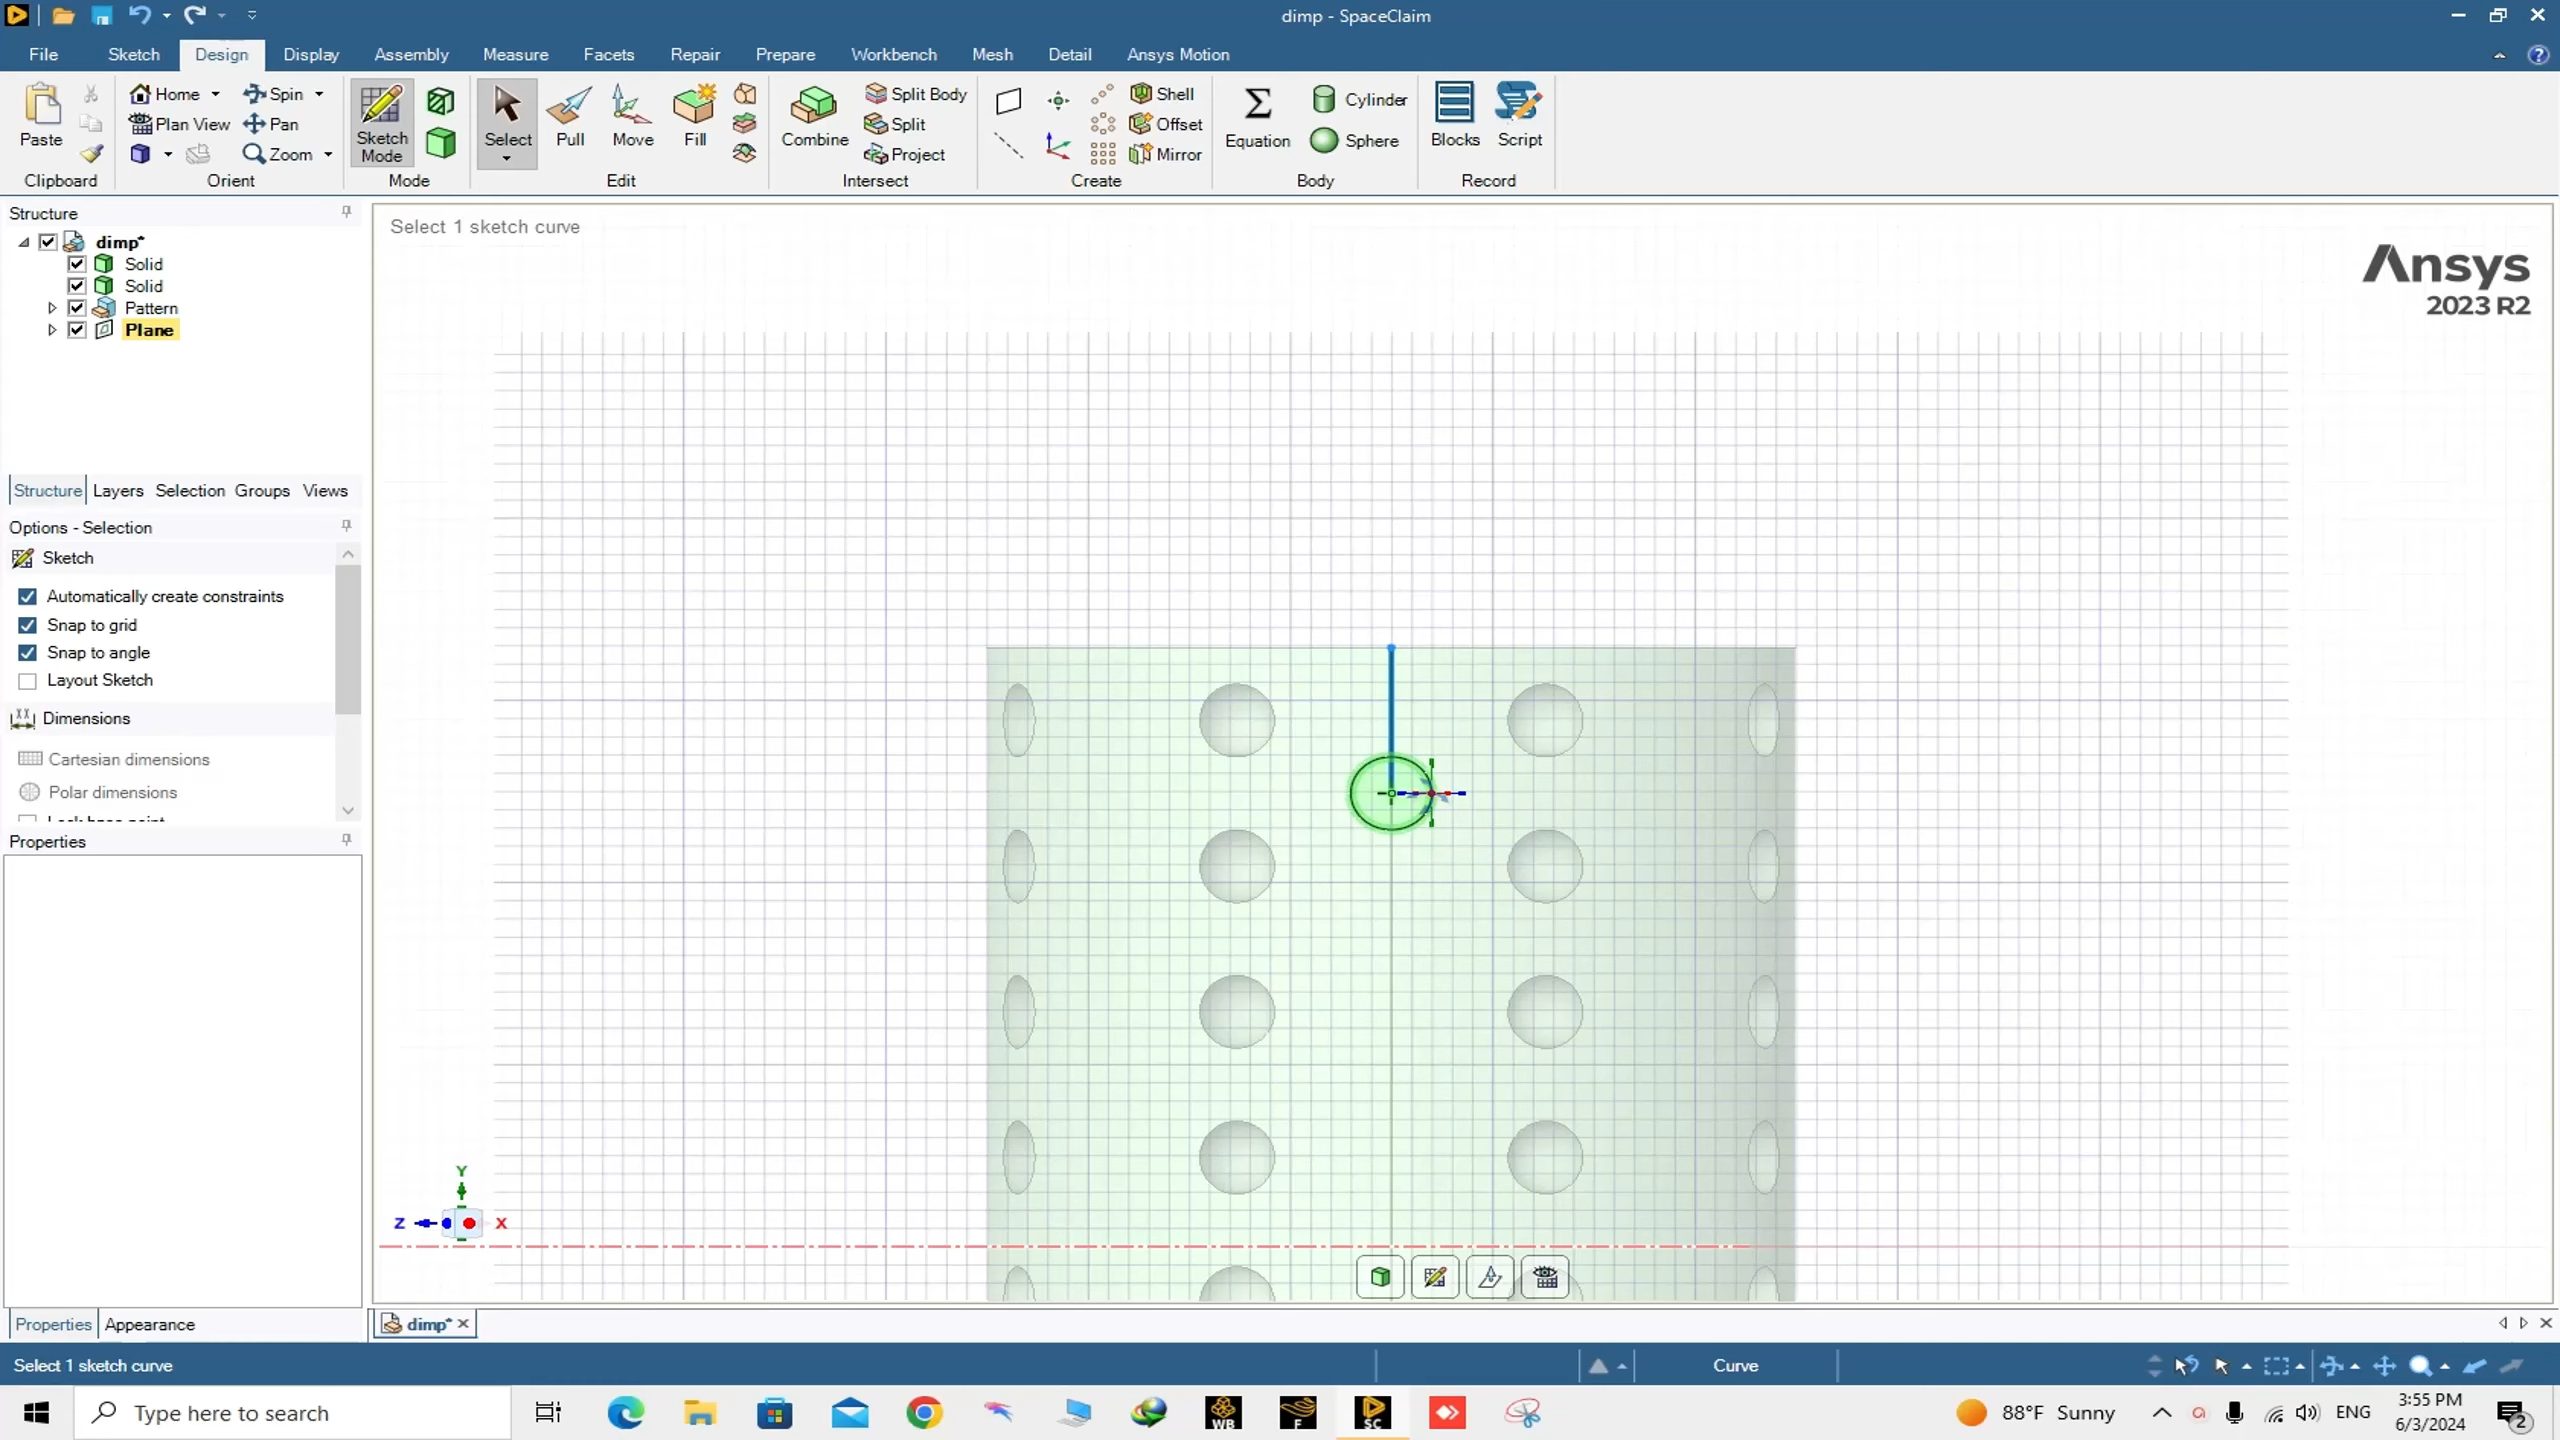 dimp - SpaceClaim
File Sketch Design Display Assembly Measure Facets Repair Prepare Workbench Mesh Detail Ansys Motion
Paste
Home
Plan View
Spin
Pan
Zoom
Sketch Mode
Select
Pull
Move
Fill
Combine
Split Body
Split
Project
Shell
Offset
Mirror
Equation
Cylinder
Sphere
Blocks
Script
Clipboard Orient Mode Edit Intersect Create Body Record
Structure
dimp*
Solid
Solid
Pattern
Plane
Structure Layers Selection Groups Views
Options - Selection
Sketch
Automatically create constraints
Snap to grid
Snap to angle
Layout Sketch
Dimensions
Cartesian dimensions
Polar dimensions
Properties
Properties Appearance
Select 1 sketch curve
Ansys
2023 R2
Y
Z X
dimp*
Select 1 sketch curve
Curve
Type here to search
WB
F
SC
88°F Sunny
ENG
3:55 PM
6/3/2024
2